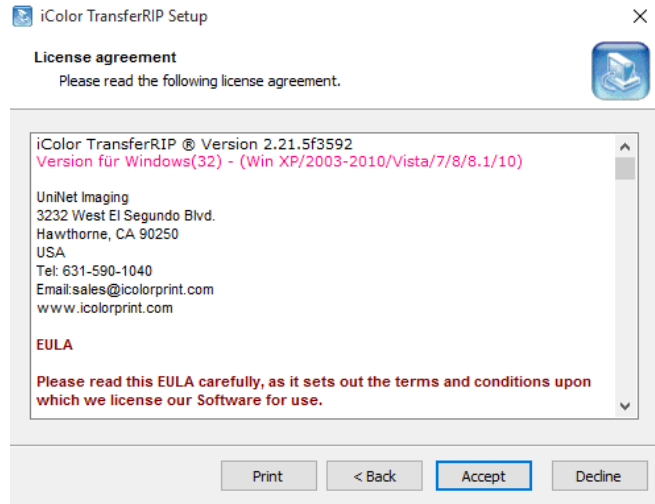 iColor TransferRIP Setup
License agreement
Please read the following license agreement.
iColor TransferRIP ® Version 2.21.5f3592
Version für Windows(32) - (Win XP/2003-2010/Vista/7/8/8.1/10)
UniNet Imaging
3232 West El Segundo Blvd.
Hawthorne, CA 90250
USA
Tel: 631-590-1040
Email:sales@icolorprint.com
www.icolorprint.com
EULA
Please read this EULA carefully, as it sets out the terms and conditions upon
which we license our Software for use.
Print
< Back
Accept
Decline